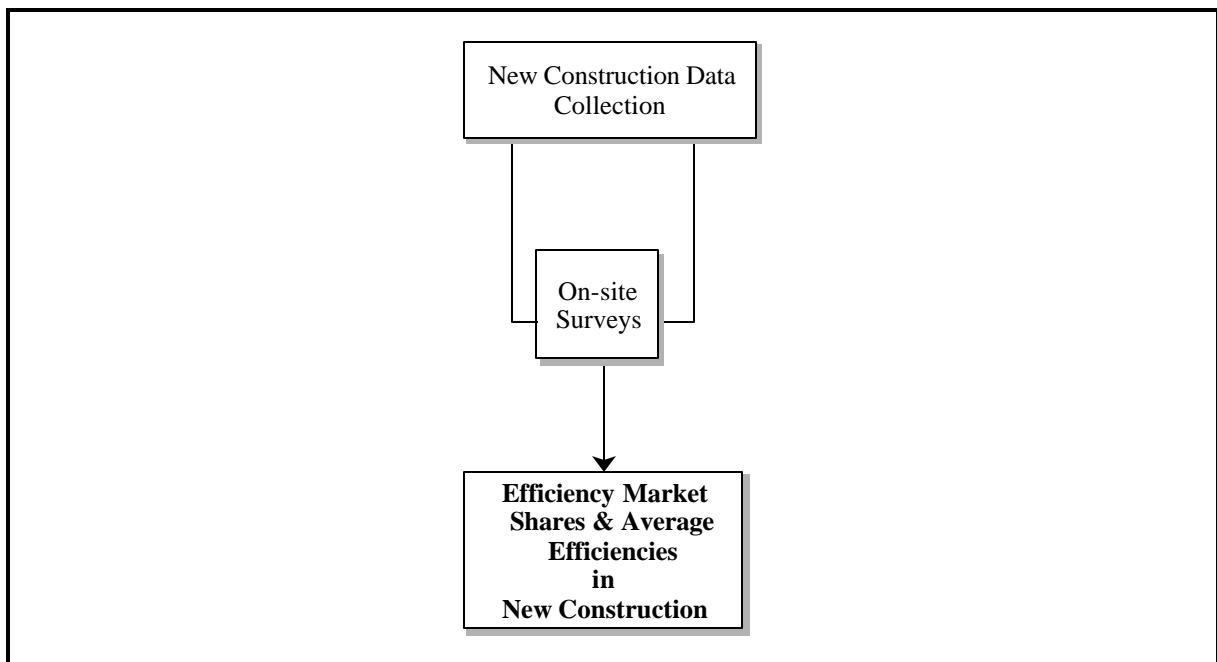 New Construction Data
Collection
On-site
Surveys
Efficiency Market
Shares & Average
Efficiencies
in
New Construction